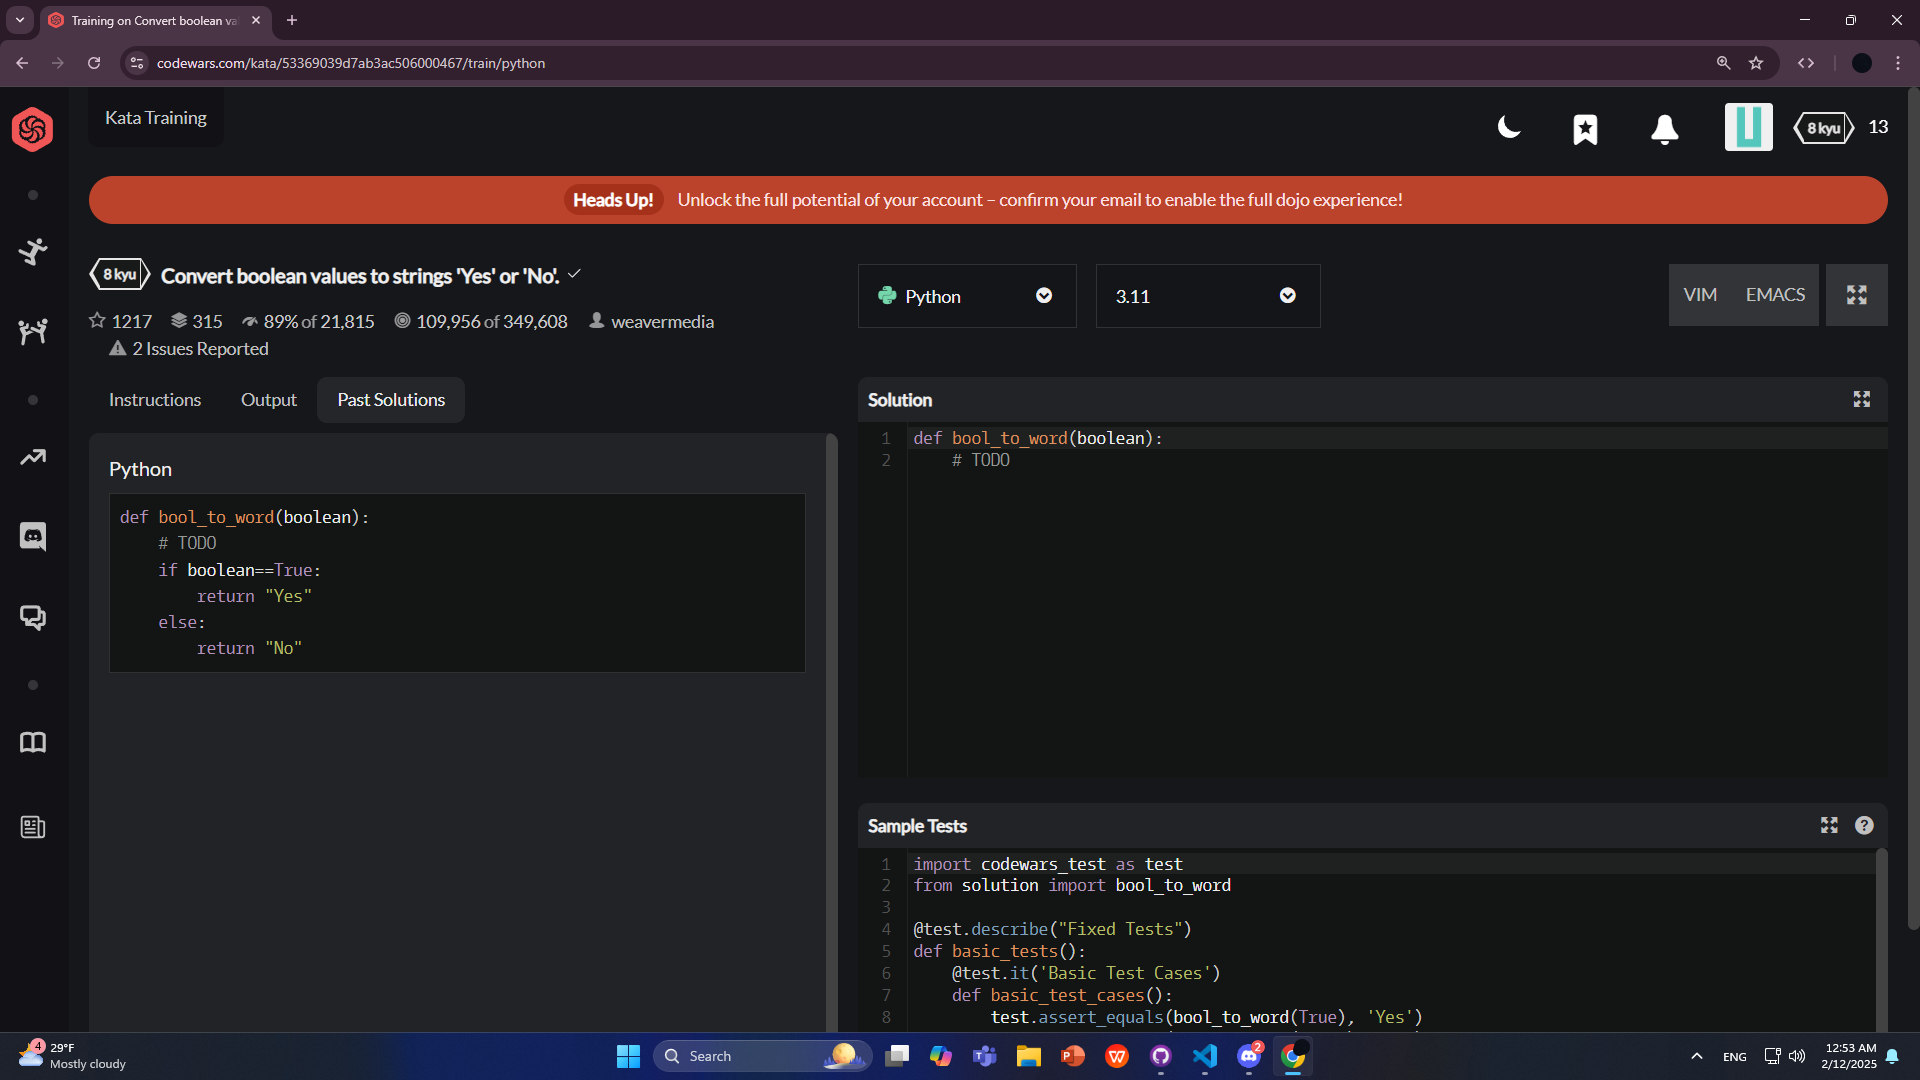 Training on Convert boolean va
codewars.com/kata/53369039d7ab3ac506000467/train/python
Kata Training
8 kyu
13
Heads Up! Unlock the full potential of your account – confirm your email to enable the full dojo experience!
8 kyu Convert boolean values to strings 'Yes' or 'No'.
1217 315 89% of 21,815 109,956 of 349,608 weavermedia
2 Issues Reported
Python
3.11
VIM EMACS
Instructions Output Past Solutions
Python
def bool_to_word(boolean):
    # TODO
    if boolean==True:
        return "Yes"
    else:
        return "No"
Solution
1 def bool_to_word(boolean):
2     # TODO
Sample Tests
1 import codewars_test as test
2 from solution import bool_to_word
3
4 @test.describe("Fixed Tests")
5 def basic_tests():
6     @test.it('Basic Test Cases')
7     def basic_test_cases():
8         test.assert_equals(bool_to_word(True), 'Yes')
4
29°F
Mostly cloudy
Search
2
ENG
12:53 AM
2/12/2025